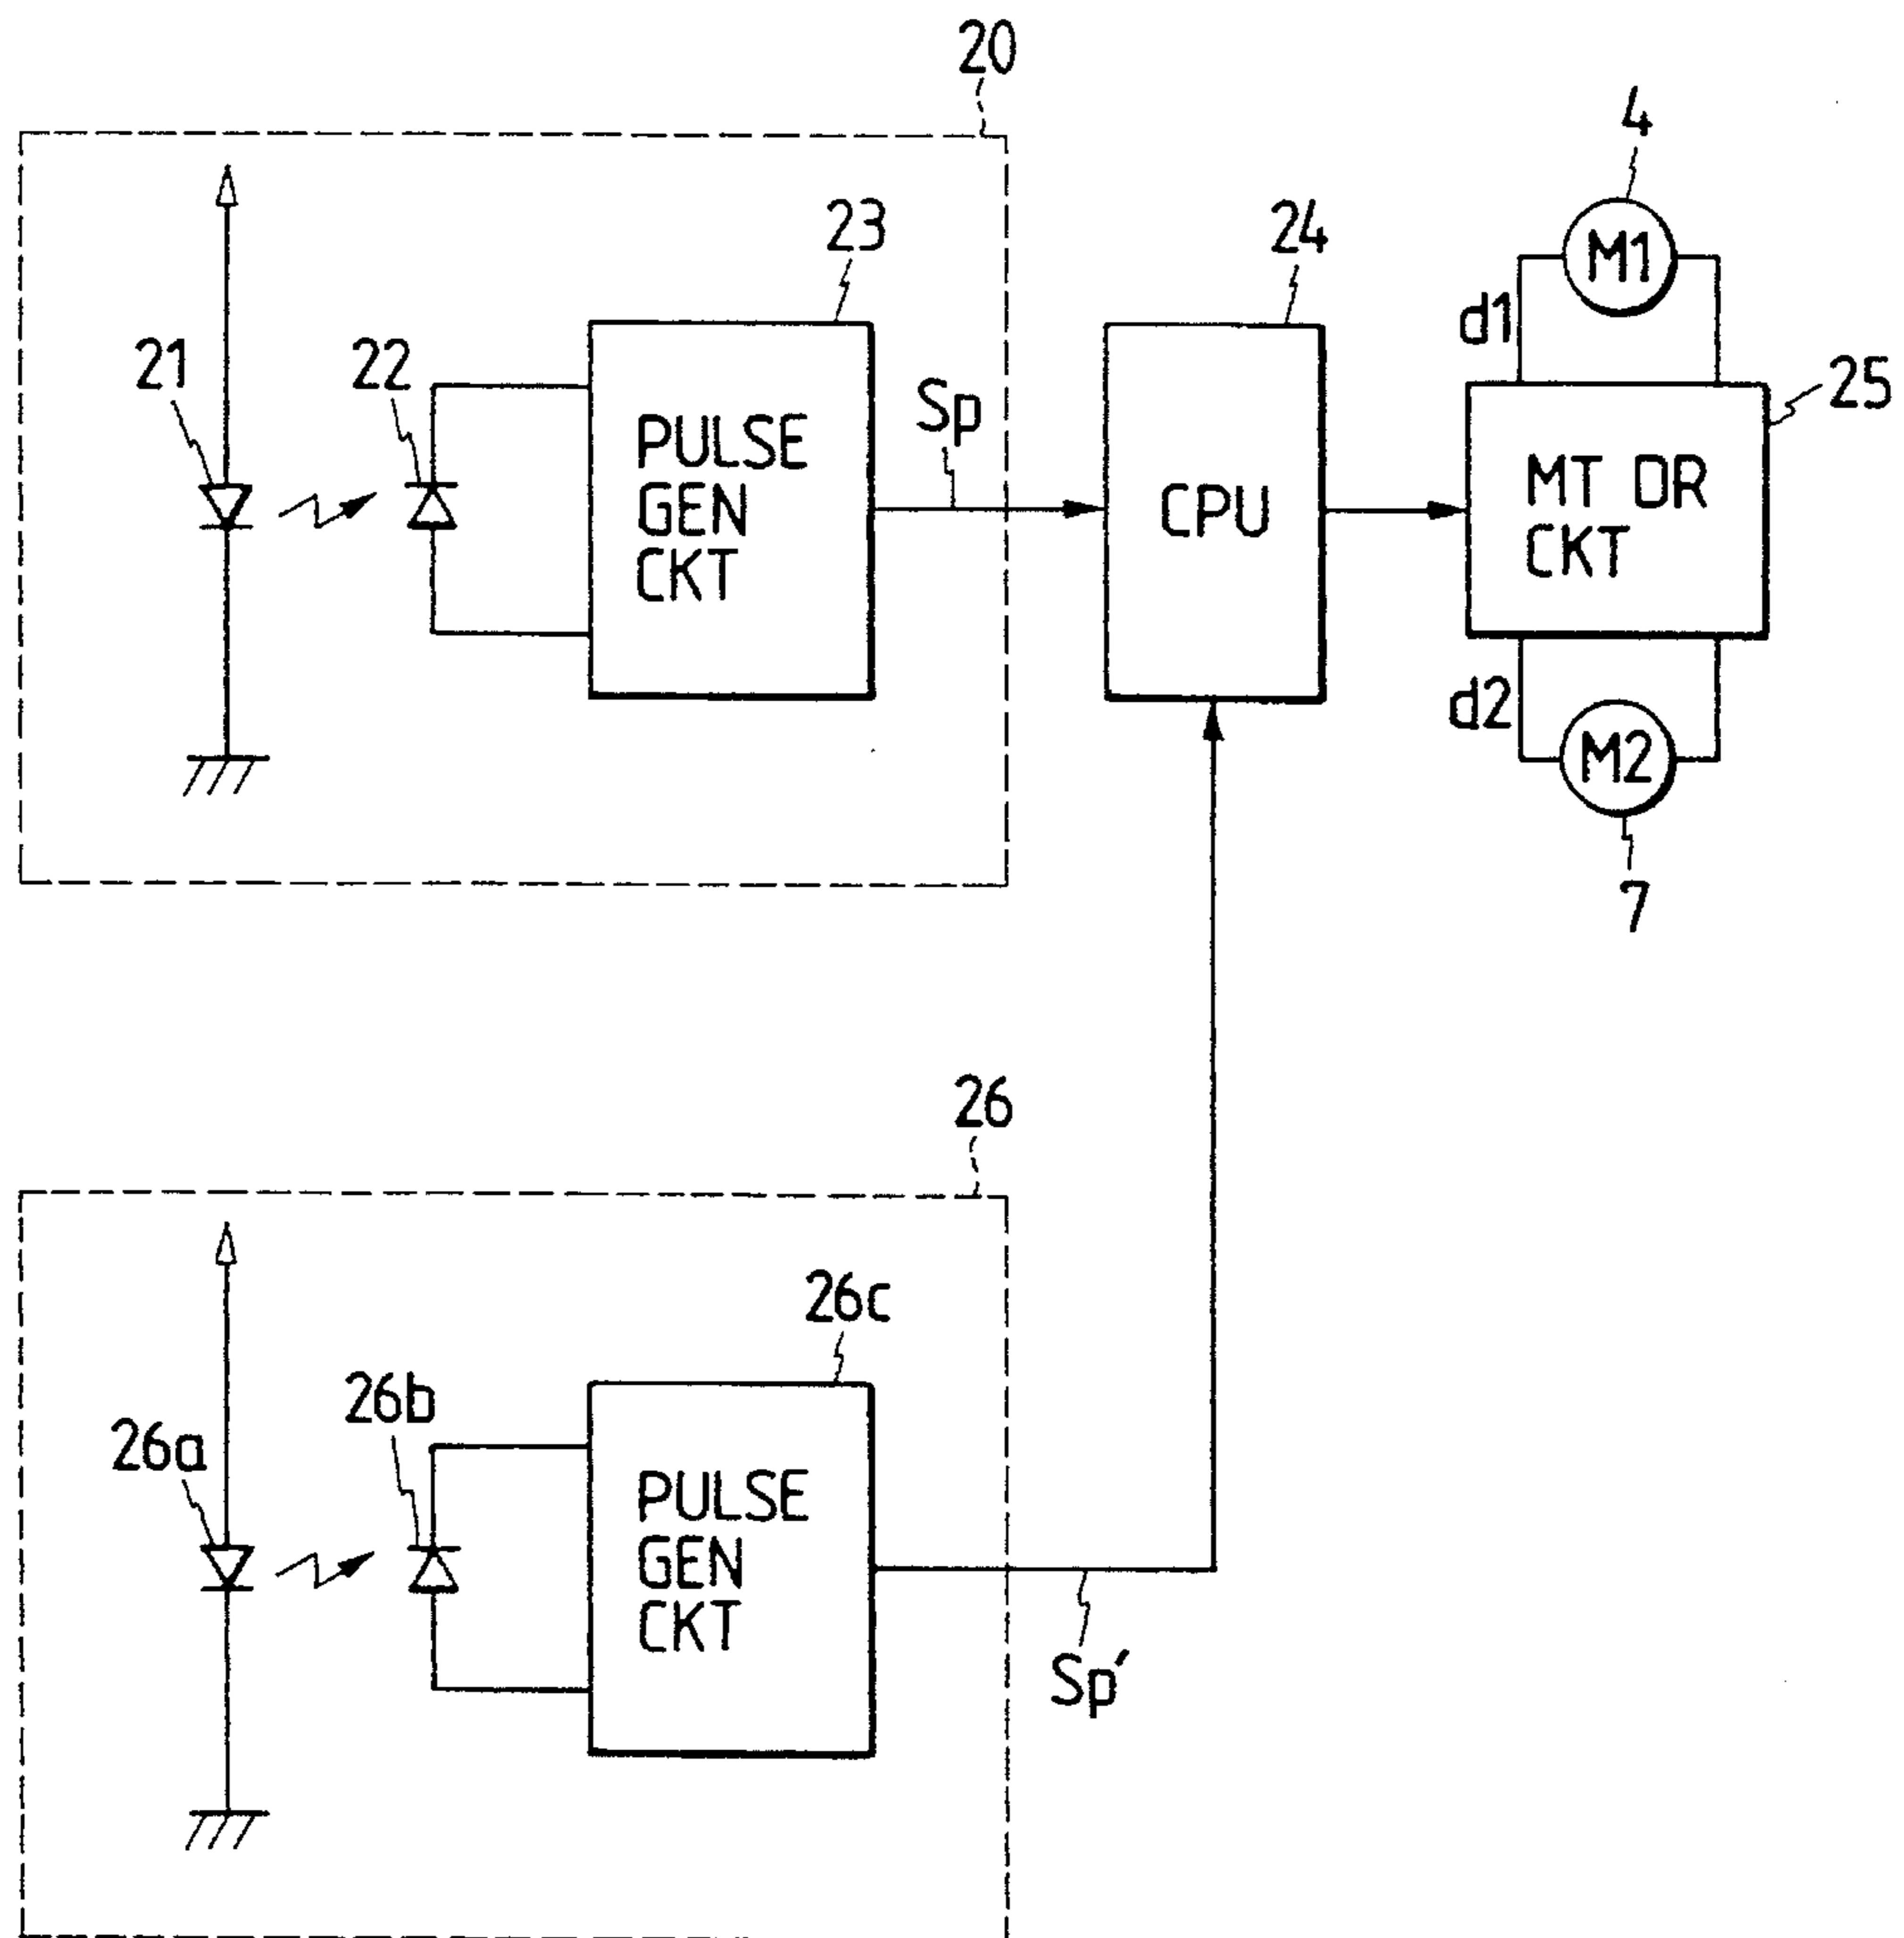 20
4
23
24
M1
d1
21
22
25
Sp
PULSE
GEN
CKT
CPU
MT DR
CKT
d2
M2
7
26
26c
26b
26a
PULSE
GEN
CKT
Sp'